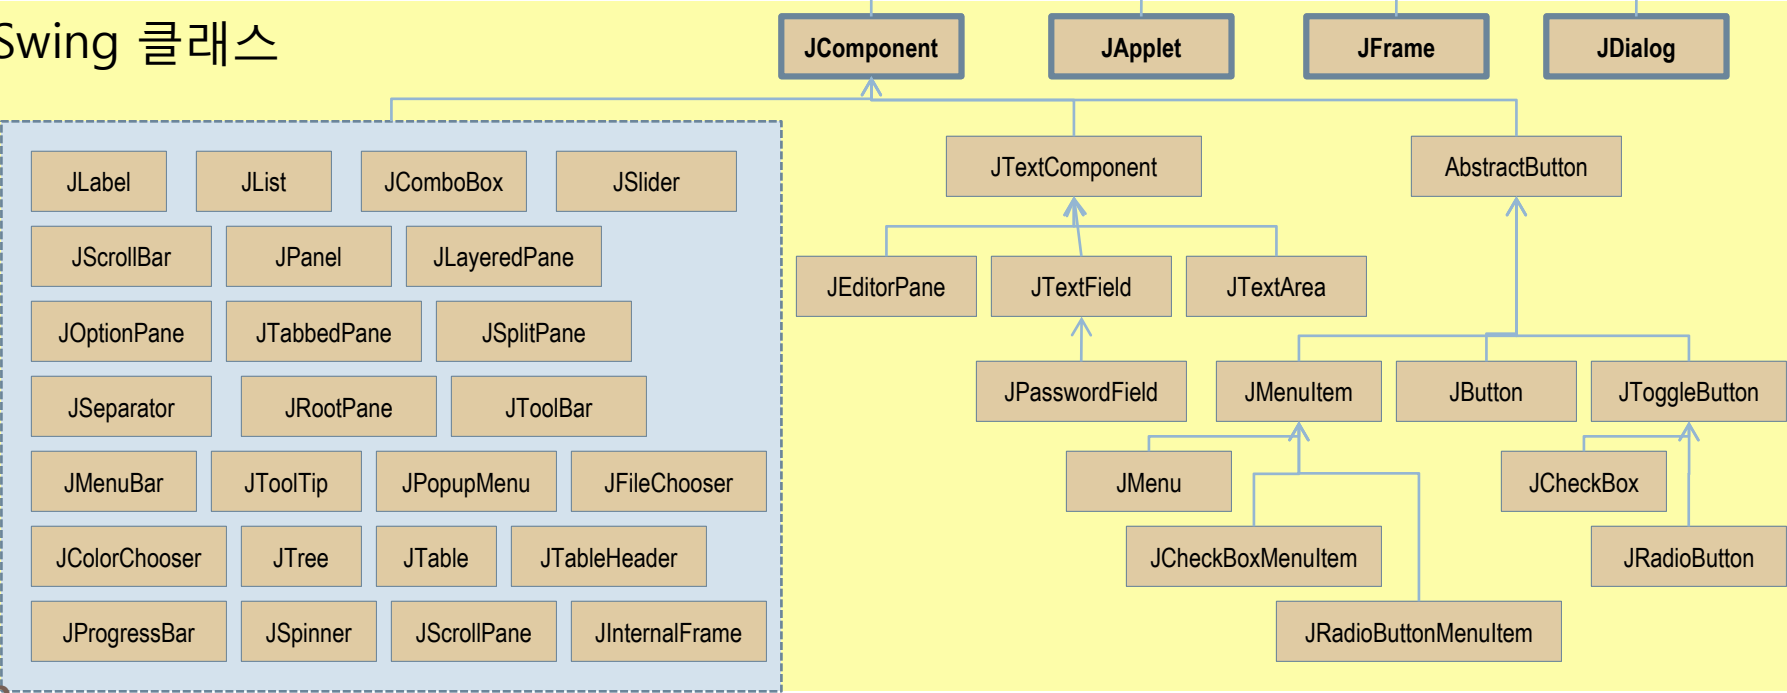 Swing 클래스
JComponent JApplet JFrame JDialog
JLabel JList JComboBox JSlider
JScrollBar JPanel JLayeredPane
JOptionPane JTabbedPane JSplitPane
JSeparator JRootPane JToolBar
JMenuBar JToolTip JPopupMenu JFileChooser
JColorChooser JTree JTable JTableHeader
JProgressBar JSpinner JScrollPane JInternalFrame
JTextComponent AbstractButton
JEditorPane JTextField JTextArea
JPasswordField JMenuItem JButton JToggleButton
JMenu JCheckBox
JCheckBoxMenuItem JRadioButton
JRadioButtonMenuItem